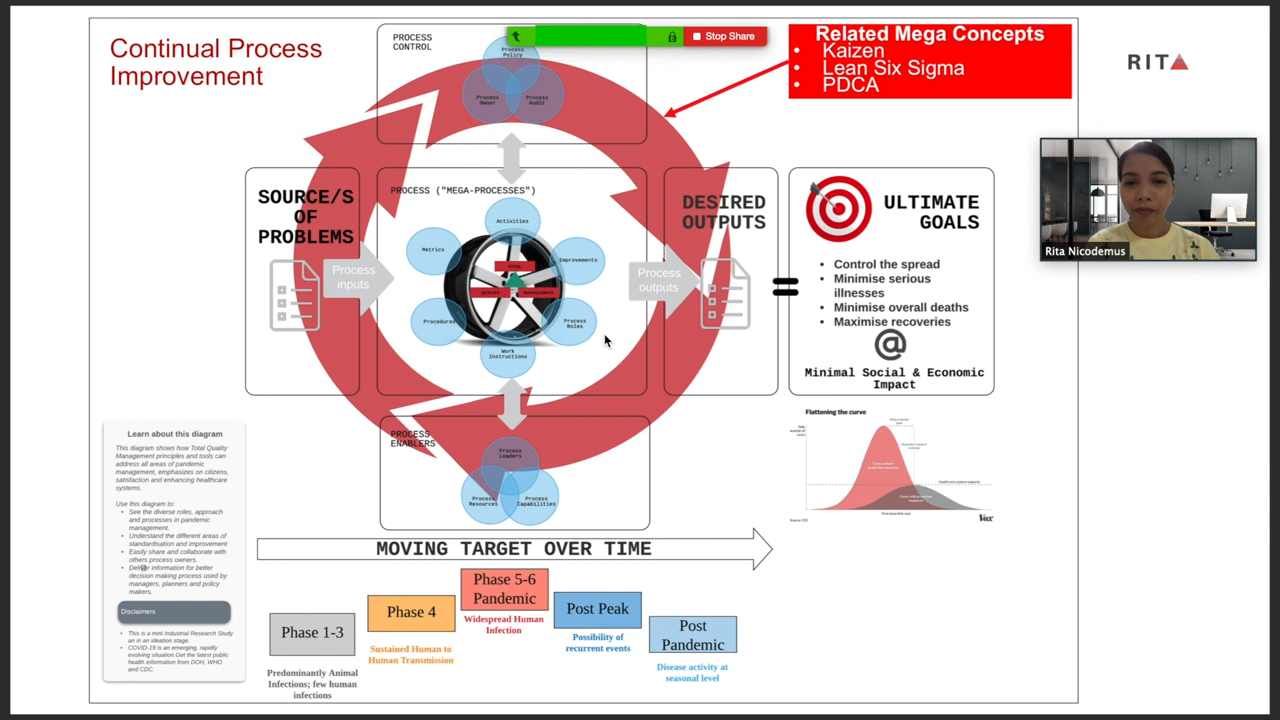 Continual Process
Improvement
PROCESS
CONTROL
Process
Policy
Process
Owner
Process
Audit
Stop Share
Related Mega Concepts
• Kaizen
• Lean Six Sigma
• PDCA
RITA
Rita Nicodemus
SOURCE/S
OF
PROBLEMS
Process
inputs
PROCESS ("MEGA-PROCESSES")
Activities
Metrics
Improvements
TOTAL
QUALITY
MANAGEMENT
Procedures
Process
Roles
Work
Instructions
DESIRED
OUTPUTS
Process
outputs
=
ULTIMATE
GOALS
• Control the spread
• Minimise serious
illnesses
• Minimise overall deaths
• Maximise recoveries
@
Minimal Social & Economic
Impact
PROCESS
ENABLERS
Process
Leaders
Process
Resources
Process
Capabilities
Flattening the curve
Vox
Learn about this diagram
This diagram shows how Total Quality
Management principles and tools can
address all areas of pandemic
management, emphasizes on citizens,
satisfaction and enhancing healthcare
systems.
Use this diagram to:
• See the diverse roles, approach
and processes in pandemic
management.
• Understand the different areas of
standardisation and improvement
• Easily share and collaborate with
others process owners.
• Deliver information for better
decision making process used by
managers, planners and policy
makers.
Disclaimers
• This is a mini Industrial Research Study
an in an ideation stage.
• COVID-19 is an emerging, rapidly
evolving situation.Get the latest public
health information from DOH, WHO
and CDC.
MOVING TARGET OVER TIME
Phase 1-3
Predominantly Animal
Infections; few human
infections
Phase 4
Sustained Human to
Human Transmission
Phase 5-6
Pandemic
Widespread Human
Infection
Post Peak
Possibility of
recurrent events
Post
Pandemic
Disease activity at
seasonal level